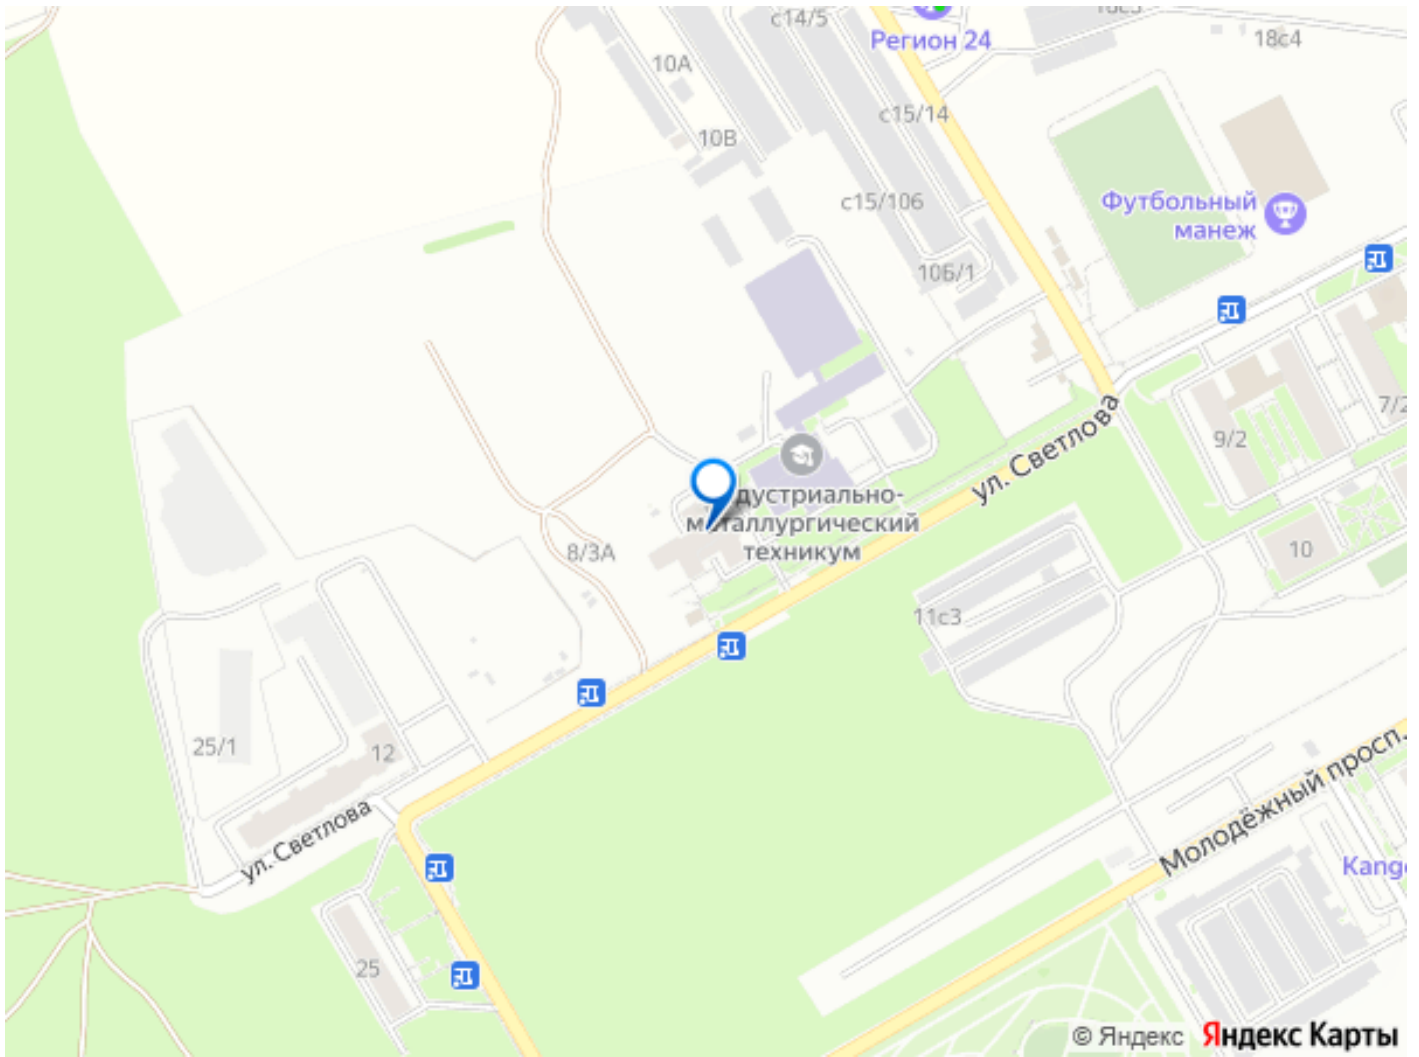 с14/5
Регион 24
18с4
10А
с15/14
10В
с15/106
Футбольный
манеж
10Б/1
7/2
9/2
ул. Светлова
дустриально-
металлургический
техникум
8/3А
10
11с3
25/1
12
ул. Светлова
Молодёжный просп.
25
© Яндекс Яндекс Карты